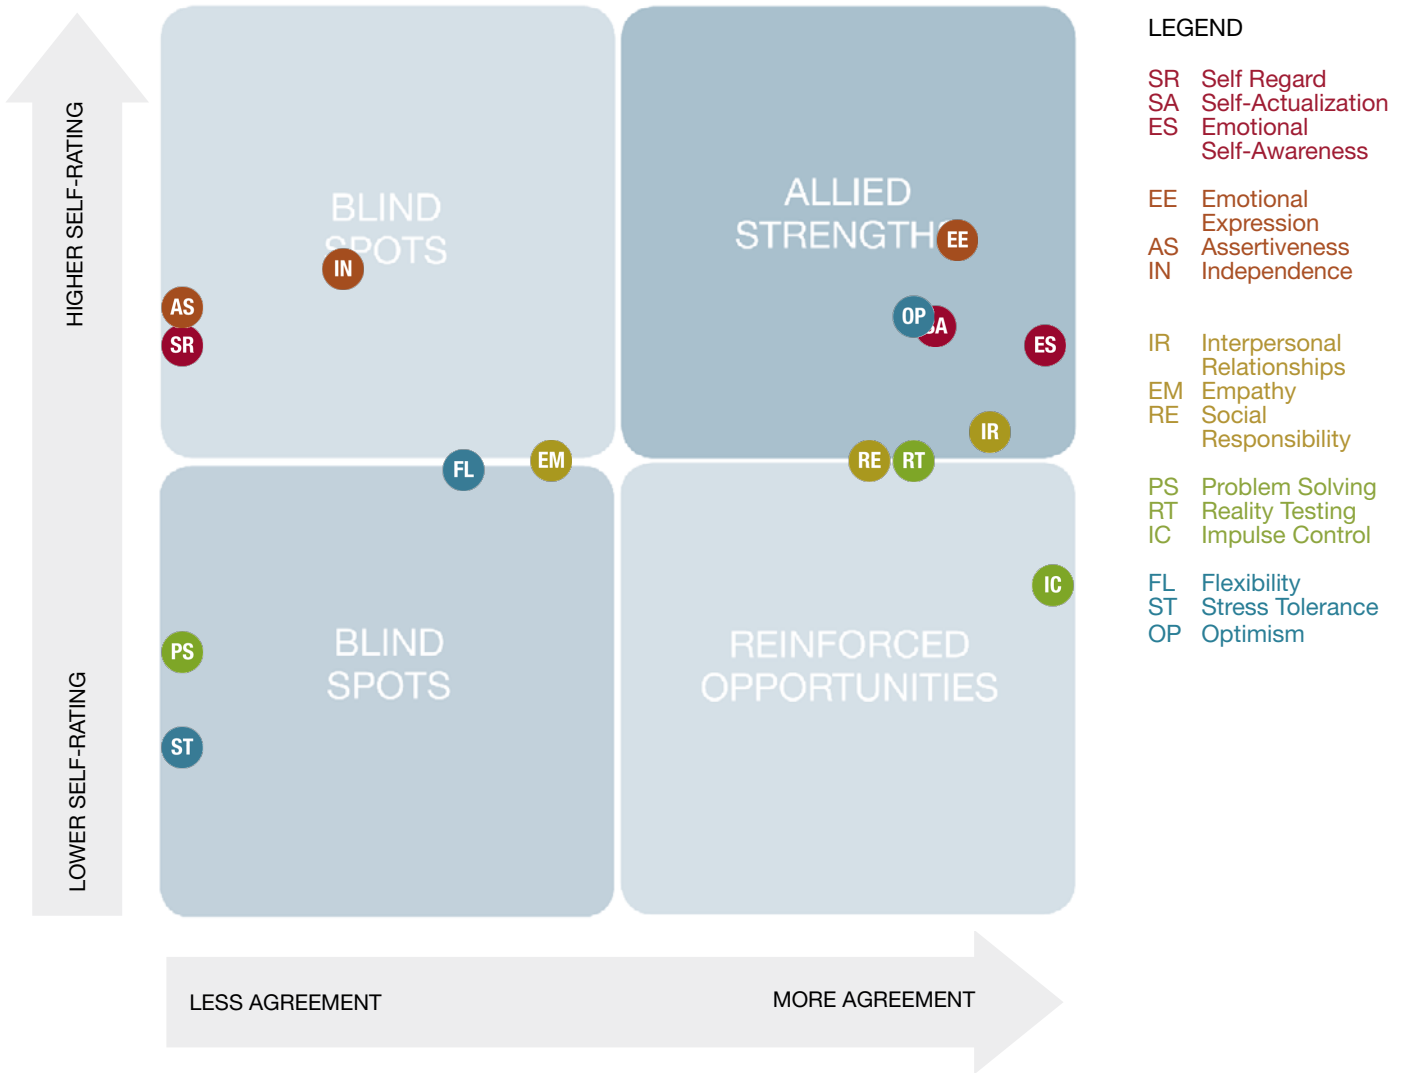 HIGHER SELF-RATING
LOWER SELF-RATING
BLIND
SPOTS
ALLIED
STRENGTH
EE
IN
AS
SR
OP
SA
ES
IR
FL
EM
RE
RT
IC
PS
ST
BLIND
SPOTS
REINFORCED
OPPORTUNITIES
LESS AGREEMENT
MORE AGREEMENT
LEGEND
SR Self Regard
SA Self-Actualization
ES Emotional
Self-Awareness
EE Emotional
Expression
AS Assertiveness
IN Independence
IR Interpersonal
Relationships
EM Empathy
RE Social
Responsibility
PS Problem Solving
RT Reality Testing
IC Impulse Control
FL Flexibility
ST Stress Tolerance
OP Optimism